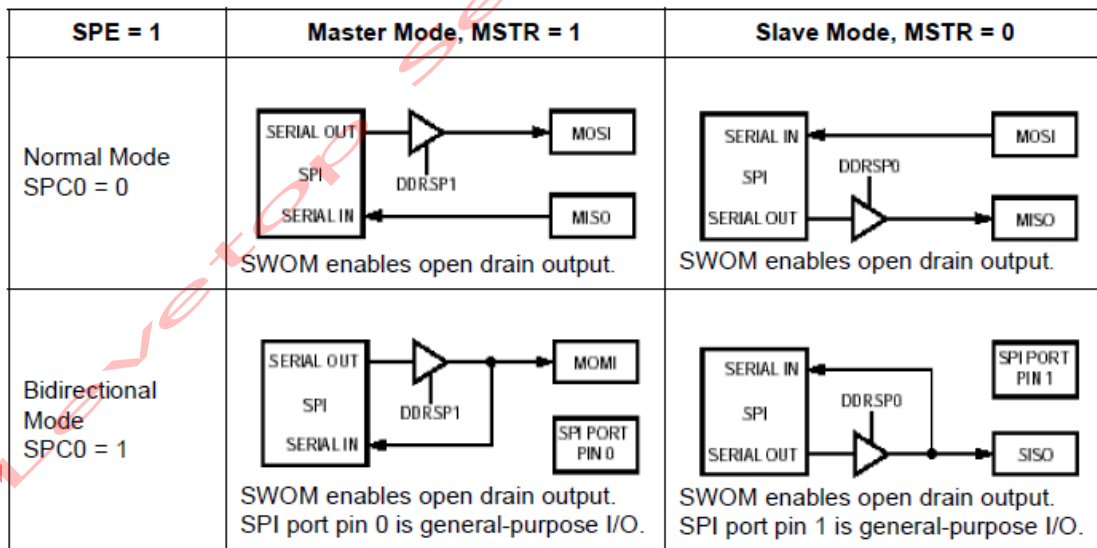 SPE = 1
Master Mode, MSTR = 1
Slave Mode, MSTR = 0
Normal Mode
SPC0 = 0
SERIAL OUT
SPI
SERIAL IN
DDRSP1
MOSI
MISO
SWOM enables open drain output.
SERIAL IN
SPI
SERIAL OUT
DDRSP0
MOSI
MISO
SWOM enables open drain output.
Bidirectional
Mode
SPC0 = 1
SERIAL OUT
SPI
SERIAL IN
DDRSP1
MOMI
SPI PORT
PIN 0
SWOM enables open drain output.
SPI port pin 0 is general-purpose I/O.
SERIAL IN
SPI
SERIAL OUT
DDRSP0
SPI PORT
PIN 1
SISO
SWOM enables open drain output.
SPI port pin 1 is general-purpose I/O.